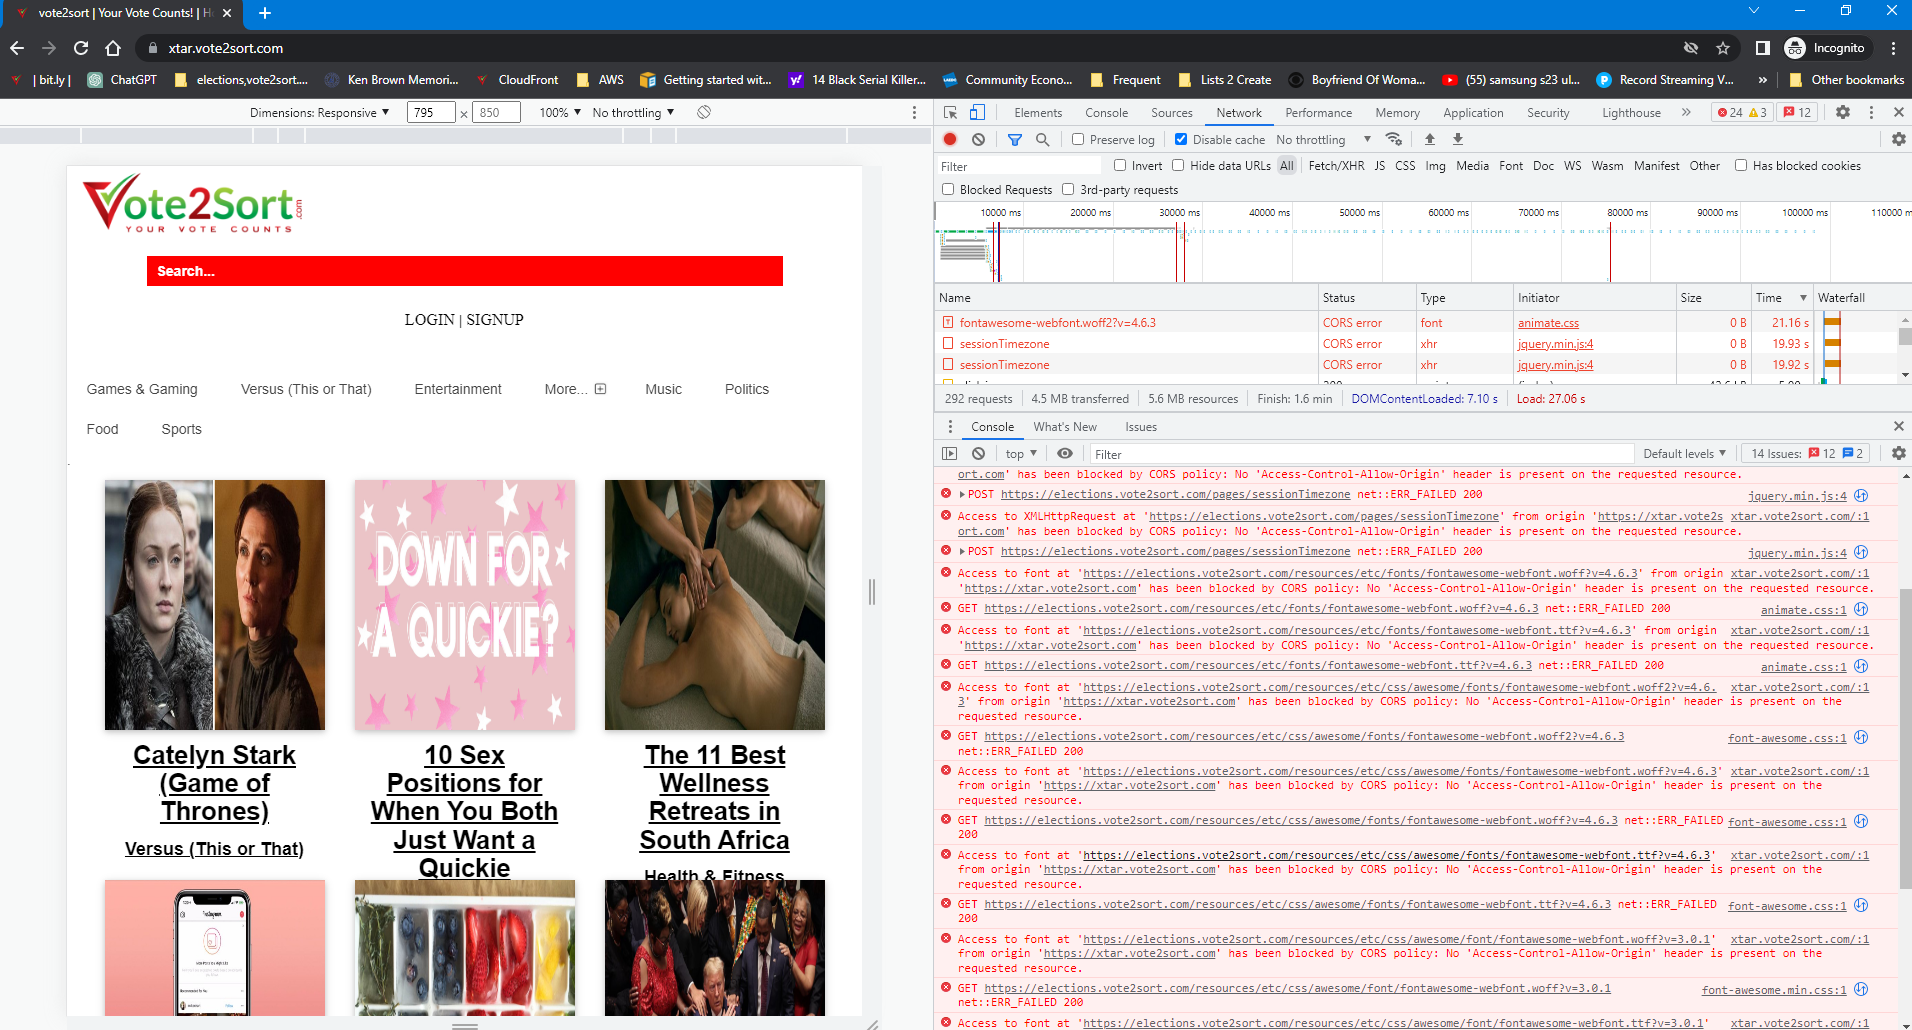 vote2sort | Your Vote Counts! | Ho
xtar.vote2sort.com
Incognito
| bit.ly |
ChatGPT
elections,vote2sort....
Ken Brown Memori...
CloudFront
AWS
Getting started wit...
14 Black Serial Killer...
Community Econo...
Frequent
Lists 2 Create
Boyfriend Of Woma...
(55) samsung s23 ul...
Record Streaming V...
»
Other bookmarks
Dimensions: Responsive
795 × 850
100%
No throttling
Vote2Sort.com
YOUR VOTE COUNTS
Search...
LOGIN | SIGNUP
Games & Gaming
Versus (This or That)
Entertainment
More...
Music
Politics
Food
Sports
DOWN FOR
A QUICKIE?
Catelyn Stark
(Game of
Thrones)
Versus (This or That)
10 Sex
Positions for
When You Both
Just Want a
Quickie
The 11 Best
Wellness
Retreats in
South Africa
Health & Fitness
Elements
Console
Sources
Network
Performance
Memory
Application
Security
Lighthouse
»
24 3
12
Preserve log
Disable cache
No throttling
Filter
Invert
Hide data URLs
All
Fetch/XHR JS CSS Img Media Font Doc WS Wasm Manifest Other
Has blocked cookies
Blocked Requests
3rd-party requests
10000 ms 20000 ms 30000 ms 40000 ms 50000 ms 60000 ms 70000 ms 80000 ms 90000 ms 100000 ms 110000 m
Name Status Type Initiator Size Time Waterfall
fontawesome-webfont.woff2?v=4.6.3 CORS error font animate.css 0 B 21.16 s
sessionTimezone CORS error xhr jquery.min.js:4 0 B 19.93 s
sessionTimezone CORS error xhr jquery.min.js:4 0 B 19.92 s
292 requests 4.5 MB transferred 5.6 MB resources Finish: 1.6 min DOMContentLoaded: 7.10 s Load: 27.06 s
Console What's New Issues
top
Filter
Default levels
14 Issues: 12 2
ort.com' has been blocked by CORS policy: No 'Access-Control-Allow-Origin' header is present on the requested resource.
POST https://elections.vote2sort.com/pages/sessionTimezone net::ERR_FAILED 200 jquery.min.js:4
Access to XMLHttpRequest at 'https://elections.vote2sort.com/pages/sessionTimezone' from origin 'https://xtar.vote2s xtar.vote2sort.com/:1
ort.com' has been blocked by CORS policy: No 'Access-Control-Allow-Origin' header is present on the requested resource.
POST https://elections.vote2sort.com/pages/sessionTimezone net::ERR_FAILED 200 jquery.min.js:4
Access to font at 'https://elections.vote2sort.com/resources/etc/fonts/fontawesome-webfont.woff?v=4.6.3' from origin xtar.vote2sort.com/:1
'https://xtar.vote2sort.com' has been blocked by CORS policy: No 'Access-Control-Allow-Origin' header is present on the requested resource.
GET https://elections.vote2sort.com/resources/etc/fonts/fontawesome-webfont.woff?v=4.6.3 net::ERR_FAILED 200 animate.css:1
Access to font at 'https://elections.vote2sort.com/resources/etc/fonts/fontawesome-webfont.ttf?v=4.6.3' from origin xtar.vote2sort.com/:1
'https://xtar.vote2sort.com' has been blocked by CORS policy: No 'Access-Control-Allow-Origin' header is present on the requested resource.
GET https://elections.vote2sort.com/resources/etc/fonts/fontawesome-webfont.ttf?v=4.6.3 net::ERR_FAILED 200 animate.css:1
Access to font at 'https://elections.vote2sort.com/resources/etc/css/awesome/fonts/fontawesome-webfont.woff2?v=4.6. xtar.vote2sort.com/:1
3' from origin 'https://xtar.vote2sort.com' has been blocked by CORS policy: No 'Access-Control-Allow-Origin' header is present on the
requested resource.
GET https://elections.vote2sort.com/resources/etc/css/awesome/fonts/fontawesome-webfont.woff2?v=4.6.3 font-awesome.css:1
net::ERR_FAILED 200
Access to font at 'https://elections.vote2sort.com/resources/etc/css/awesome/fonts/fontawesome-webfont.woff?v=4.6.3' xtar.vote2sort.com/:1
from origin 'https://xtar.vote2sort.com' has been blocked by CORS policy: No 'Access-Control-Allow-Origin' header is present on the
requested resource.
GET https://elections.vote2sort.com/resources/etc/css/awesome/fonts/fontawesome-webfont.woff?v=4.6.3 net::ERR_FAILED font-awesome.css:1
200
Access to font at 'https://elections.vote2sort.com/resources/etc/css/awesome/fonts/fontawesome-webfont.ttf?v=4.6.3' xtar.vote2sort.com/:1
from origin 'https://xtar.vote2sort.com' has been blocked by CORS policy: No 'Access-Control-Allow-Origin' header is present on the
requested resource.
GET https://elections.vote2sort.com/resources/etc/css/awesome/fonts/fontawesome-webfont.ttf?v=4.6.3 net::ERR_FAILED font-awesome.css:1
200
Access to font at 'https://elections.vote2sort.com/resources/etc/css/awesome/font/fontawesome-webfont.woff?v=3.0.1' xtar.vote2sort.com/:1
from origin 'https://xtar.vote2sort.com' has been blocked by CORS policy: No 'Access-Control-Allow-Origin' header is present on the
requested resource.
GET https://elections.vote2sort.com/resources/etc/css/awesome/font/fontawesome-webfont.woff?v=3.0.1 font-awesome.min.css:1
net::ERR_FAILED 200
Access to font at 'https://elections.vote2sort.com/resources/etc/css/awesome/font/fontawesome-webfont.ttf?v=3.0.1' xtar.vote2sort.com/:1